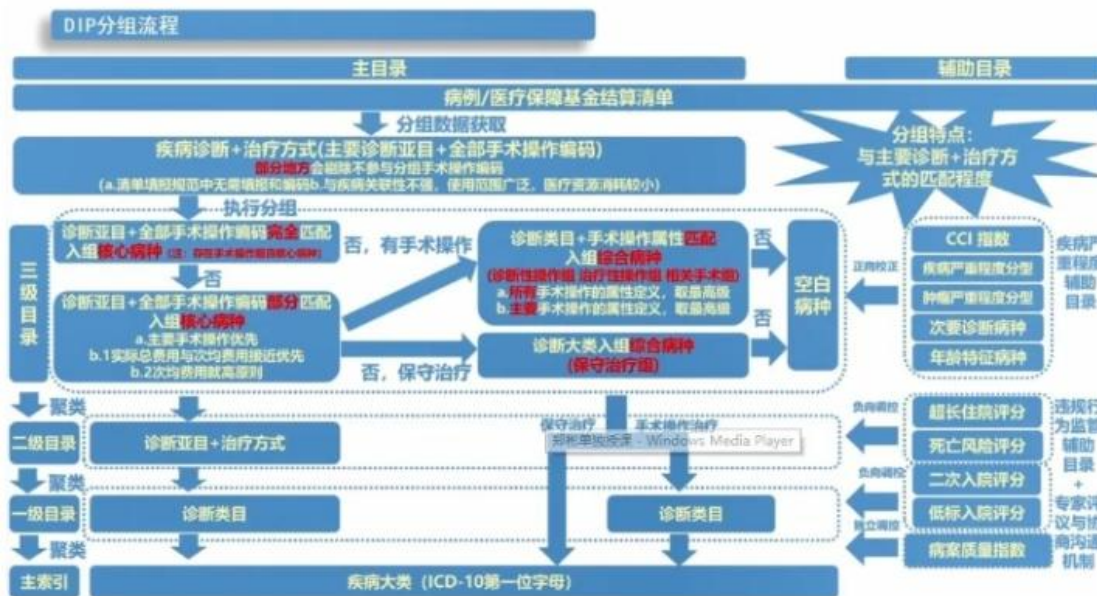 DIP分组流程
主目录
辅助目录
病例/医疗保障基金结算清单
分组数据获取
疾病诊断+治疗方式(主要诊断亚目+全部手术操作编码)
部分地方会剔除不参与分组手术操作编码
(a.清单填报规范中无需填报和编码b.与疾病关联性不强，使用范围广泛，医疗资源消耗较小)
分组特点：
与主要诊断+治疗方
式的匹配程度
执行分组
三级目录
诊断亚目+全部手术操作编码完全匹配
入组核心病种
否
诊断亚目+全部手术操作编码部分匹配
入组核心病种
a.主要手术操作优先
b.1实际总费用与次均费用接近优先
b.2次均费用就高原则
否，有手术操作
诊断类目+手术操作属性匹配
入组综合病种
(诊断性操作组 治疗性操作组 相关手术组)
a.所有手术操作的属性定义，取最高级
b.主要手术操作的属性定义，取最高级
否
否，保守治疗
诊断大类入组综合病种
(保守治疗组)
否
空白
病种
正向校正
CCI 指数
疾病严重程度分型
肿瘤严重程度分型
次要诊断病种
年龄特征病种
疾病严
重程度
辅助
目录
聚类
二级目录
诊断亚目+治疗方式
保守治疗
手术操作治疗
郑彬单独授课 - Windows Media Player
负向调控
超长住院评分
死亡风险评分
聚类
一级目录
诊断类目
诊断类目
负向调控
二次入院评分
低标入院评分
独立调控
病案质量指数
违规行
为监管
辅助
目录
+
专家评
议与协
商沟通
机制
聚类
主索引
疾病大类（ICD-10第一位字母）